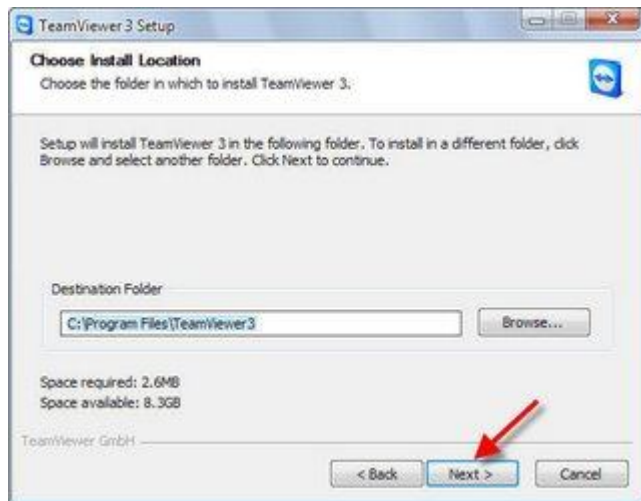 TeamViewer 3 Setup
Choose Install Location
Choose the folder in which to install TeamViewer 3.
Setup will install TeamViewer 3 in the following folder. To install in a different folder, click
Browse and select another folder. Click Next to continue.
Destination Folder
C:\Program Files\TeamViewer3
Browse...
Space required: 2.6MB
Space available: 8.3GB
TeamViewer GmbH
< Back
Next >
Cancel